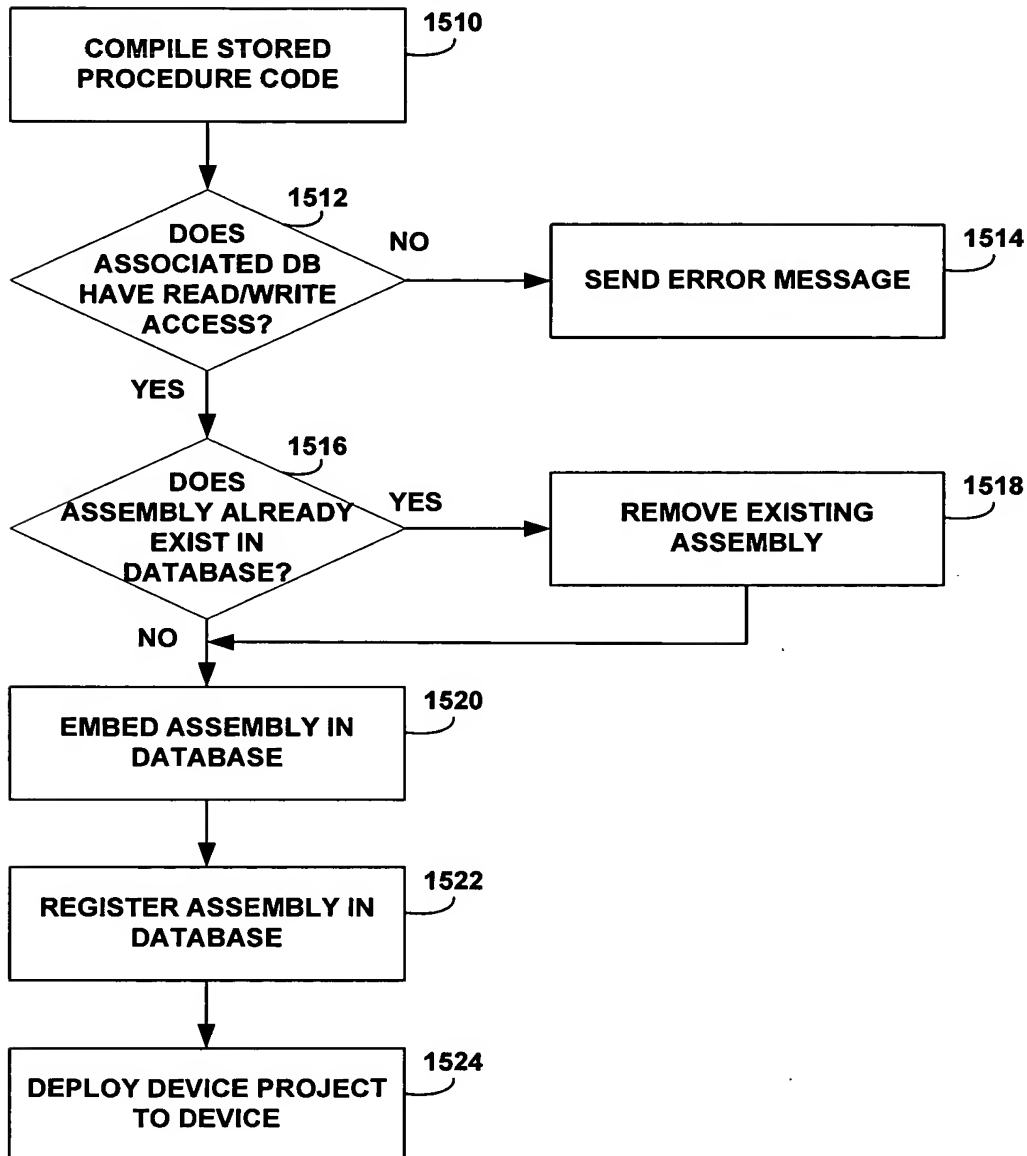 1510
COMPILE STORED
PROCEDURE CODE
1512
DOES
ASSOCIATED DB
HAVE READ/WRITE
ACCESS?
NO
1514
SEND ERROR MESSAGE
YES
1516
DOES
ASSEMBLY ALREADY
EXIST IN
DATABASE?
YES
1518
REMOVE EXISTING
ASSEMBLY
NO
1520
EMBED ASSEMBLY IN
DATABASE
1522
REGISTER ASSEMBLY IN
DATABASE
1524
DEPLOY DEVICE PROJECT
TO DEVICE